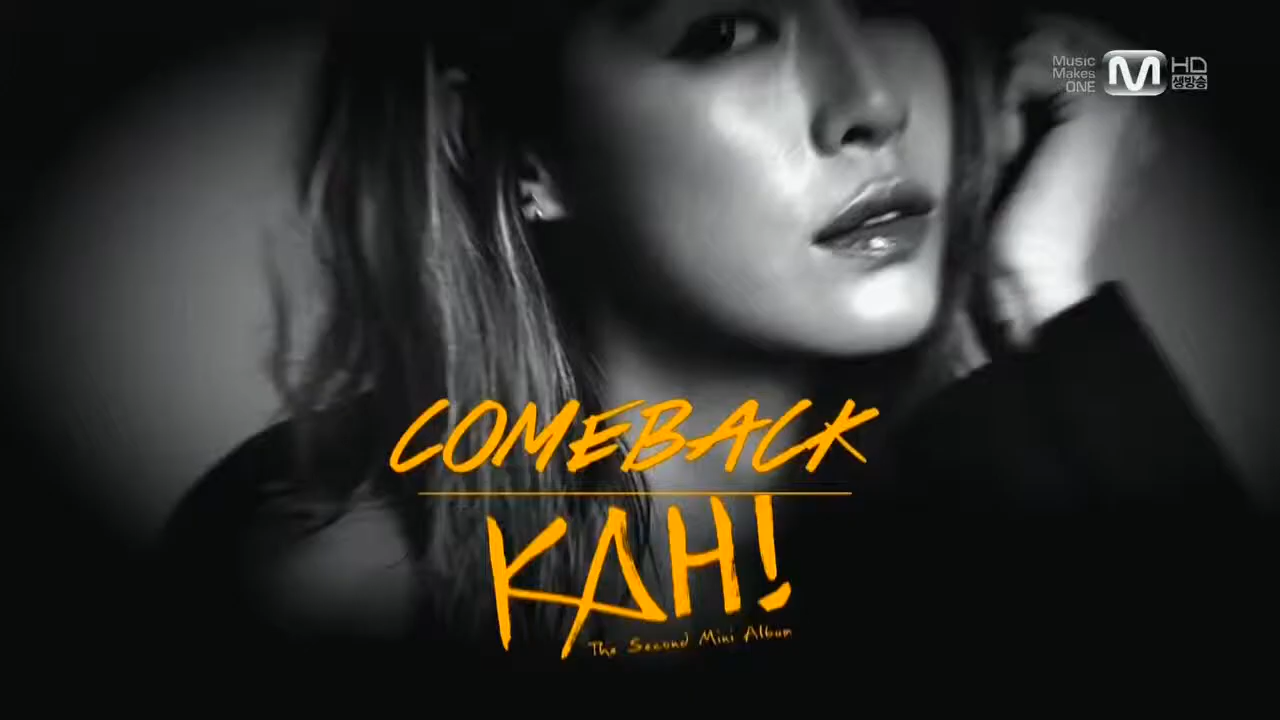 Music
Makes
ONE
M
HD
생방송
COMEBACK
KAH!
The Second Mini Album